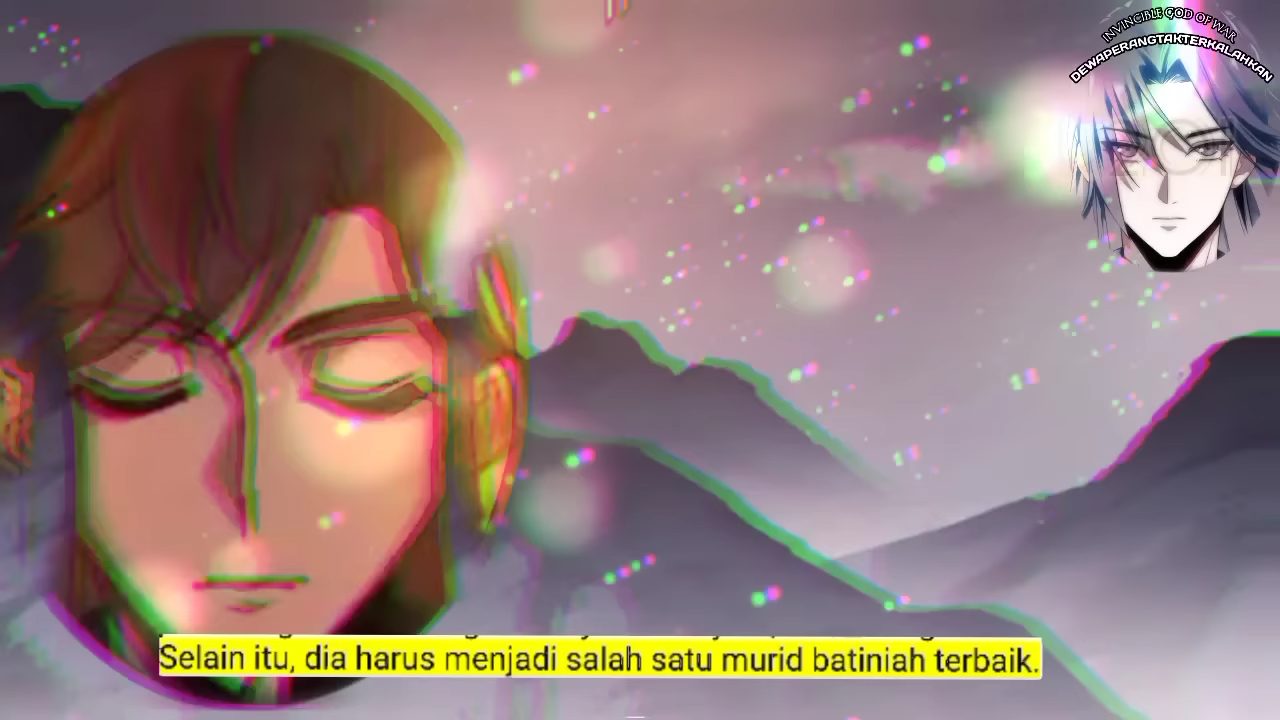 INVINCIBLE GOD OF WAR
DEWAPERANGTAKTERKALAHKAN
Selain itu, dia harus menjadi salah satu murid batiniah terbaik.